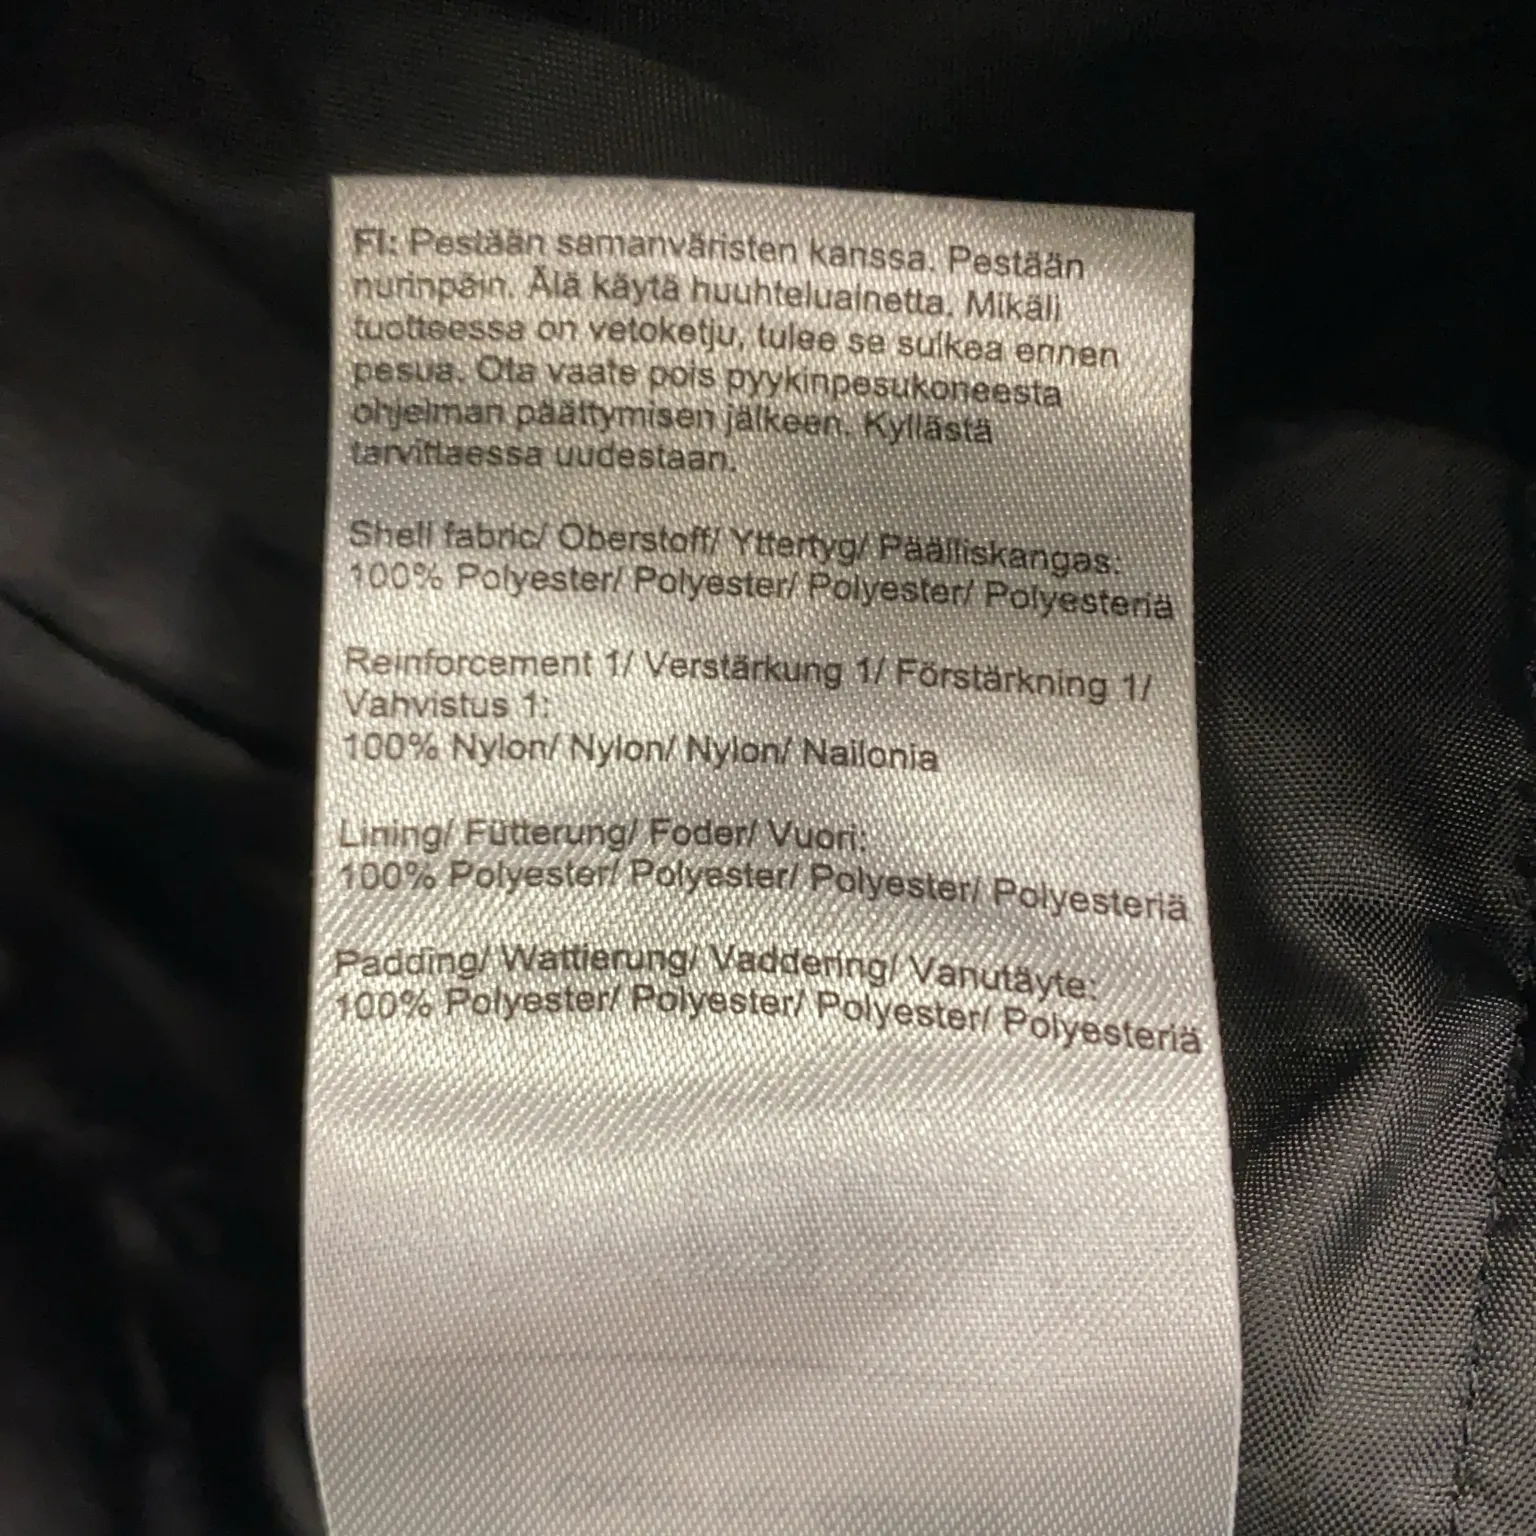 FI: Pestään samanväristen kanssa. Pestään
nurinpäin. Älä käytä huuhteluainetta. Mikäli
tuotteessa on vetoketju, tulee se sulkea ennen
pesua. Ota vaate pois pyykinpesukoneesta
ohjelman päättymisen jälkeen. Kyllästä
tarvittaessa uudestaan.
Shell fabric/ Oberstoff/ Yttertyg/ Päälliskangas:
100% Polyester/ Polyester/ Polyester/ Polyesteriä
Reinforcement 1/ Verstärkung 1/ Förstärkning 1/
Vahvistus 1:
100% Nylon/ Nylon/ Nylon/ Nailonia
Lining/ Fütterung/ Foder/ Vuori:
100% Polyester/ Polyester/ Polyester/ Polyesteriä
Padding/ Wattierung/ Vaddering/ Vanutäyte:
100% Polyester/ Polyester/ Polyester/ Polyesteriä